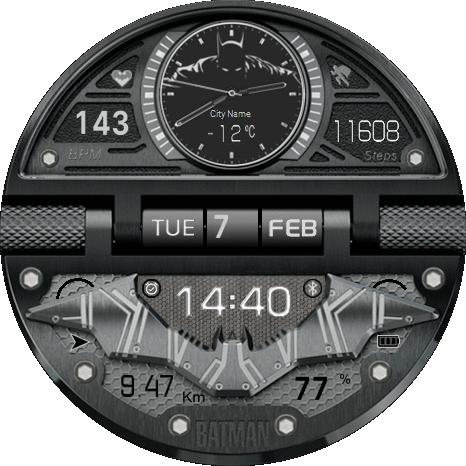 City Name
-12°C
143
BPM
11608
Steps
TUE 7 FEB
14:40
9.47 Km
77 %
BATMAN